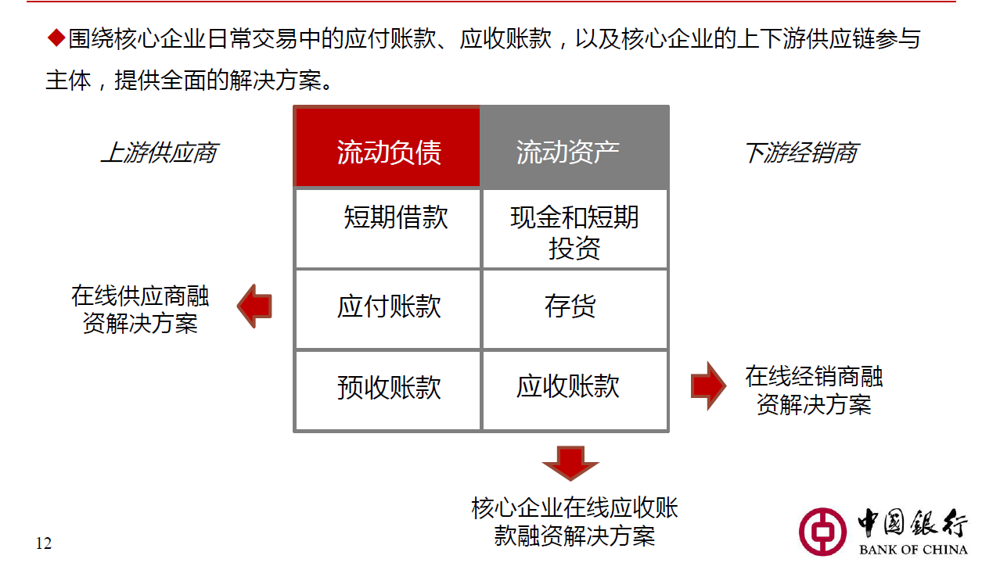 ◆围绕核心企业日常交易中的应付账款、应收账款，以及核心企业的上下游供应链参与
主体，提供全面的解决方案。
上游供应商
流动负债
流动资产
下游经销商
短期借款
现金和短期
投资
在线供应商融
资解决方案
应付账款
存货
预收账款
应收账款
在线经销商融
资解决方案
核心企业在线应收账
款融资解决方案
12
中國銀行
BANK OF CHINA